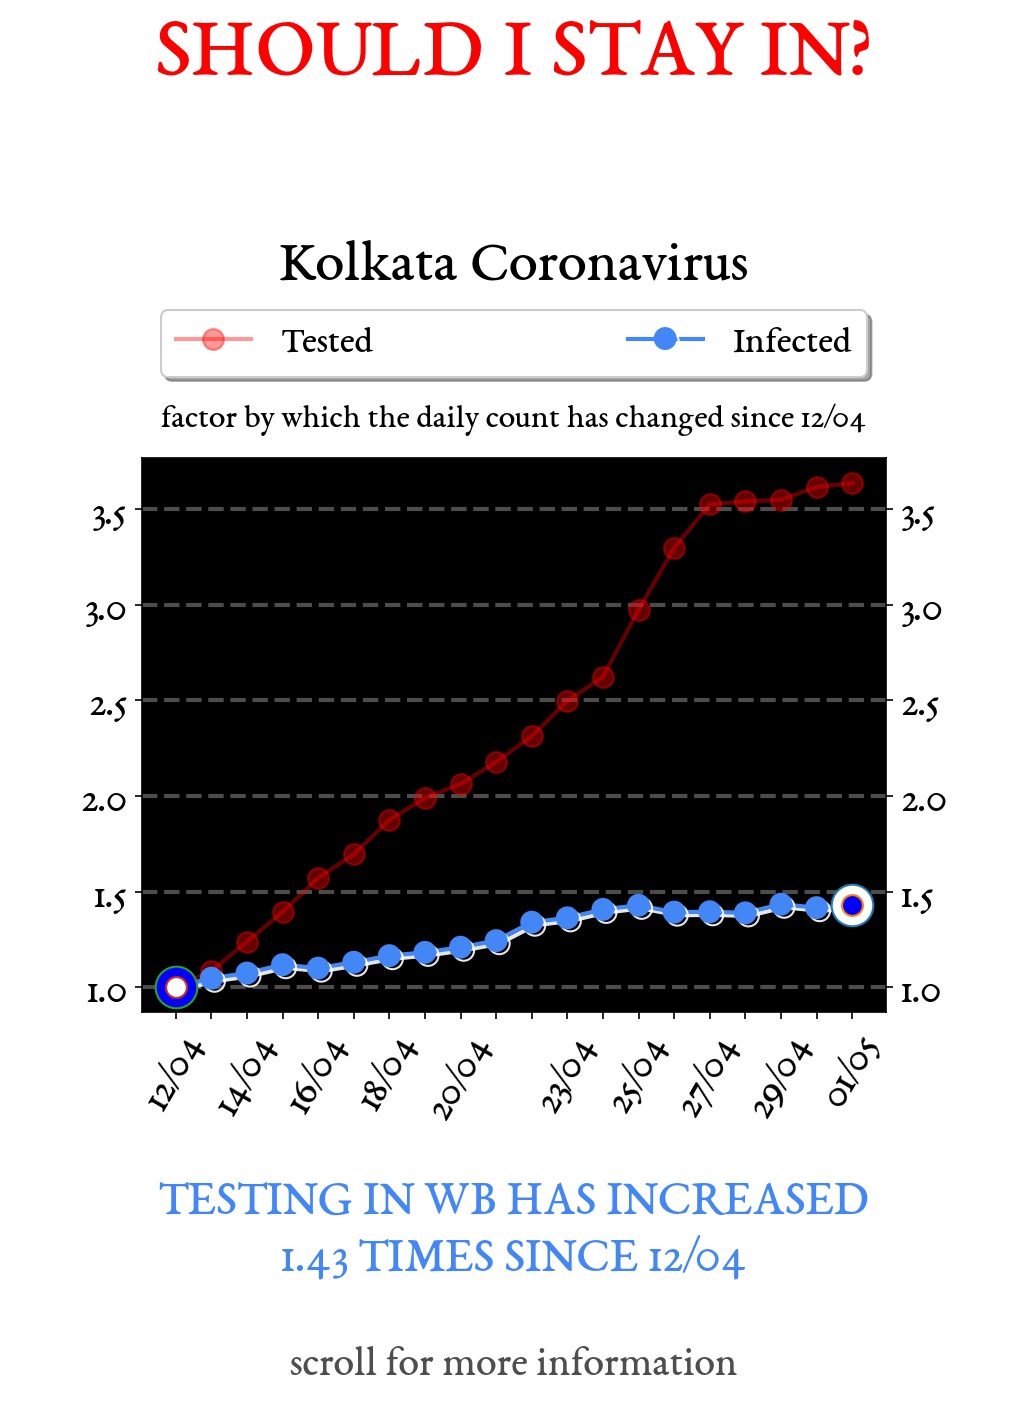 SHOULD I STAY IN?
Kolkata Coronavirus
Tested Infected
factor by which the daily count has changed since 12/04
3.5 3.5
3.0 3.0
2.5 2.5
2.0 2.0
1.5 1.5
1.0 1.0
12/04 14/04 16/04 18/04 20/04 23/04 25/04 27/04 29/04 01/05
TESTING IN WB HAS INCREASED
1.43 TIMES SINCE 12/04
scroll for more information